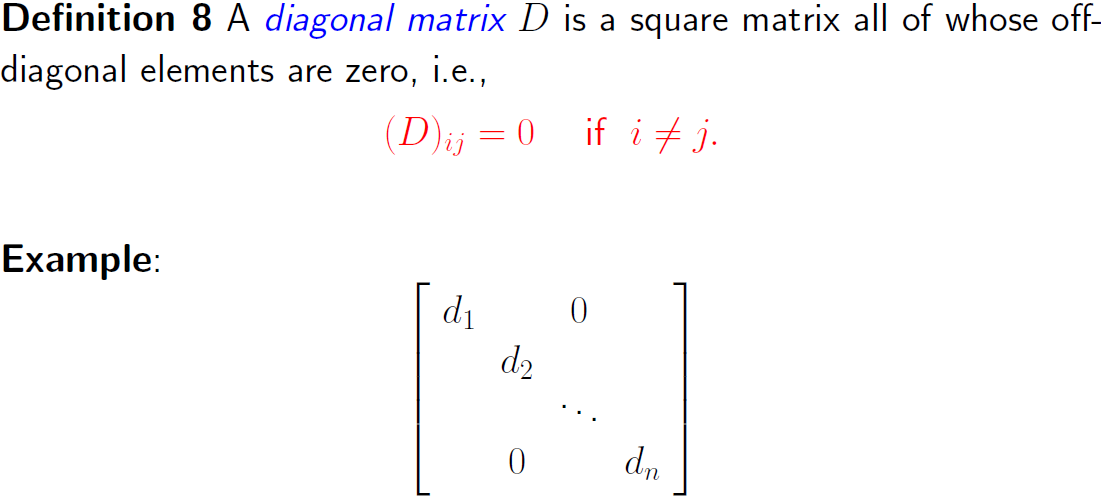 Definition 8 A diagonal matrix D is a square matrix all of whose off-
diagonal elements are zero, i.e.,
(D)ij = 0 if i ≠ j.
Example:
d1 0
d2
⋱
0 dn